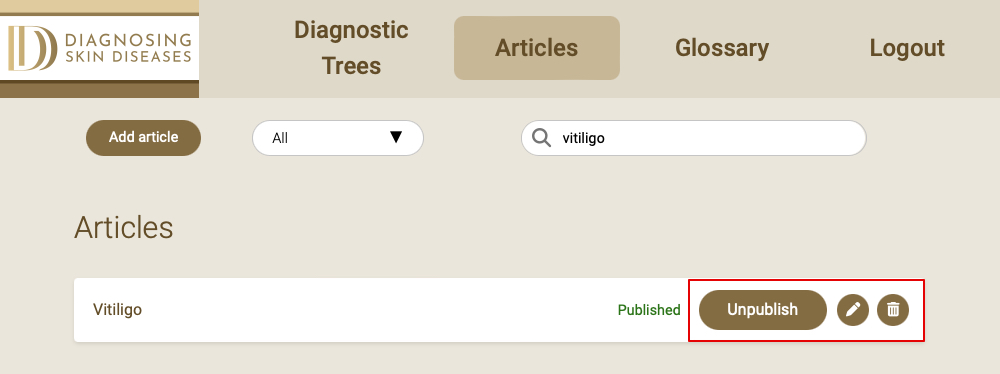 DIAGNOSING
SKIN DISEASES
Diagnostic
Trees
Articles
Glossary
Logout
Add article
All
vitiligo
Articles
Vitiligo
Published
Unpublish